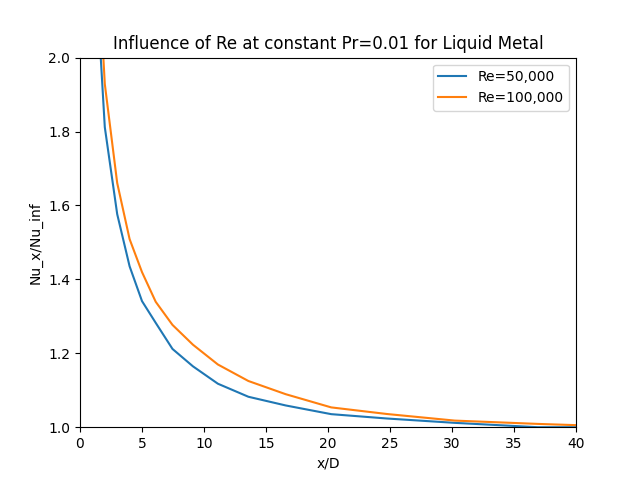 Influence of Re at constant Pr=0.01 for Liquid Metal
Re=50,000
Re=100,000
Nu_x/Nu_inf
2.0
1.8
1.6
1.4
1.2
1.0
0 5 10 15 20 25 30 35 40
x/D